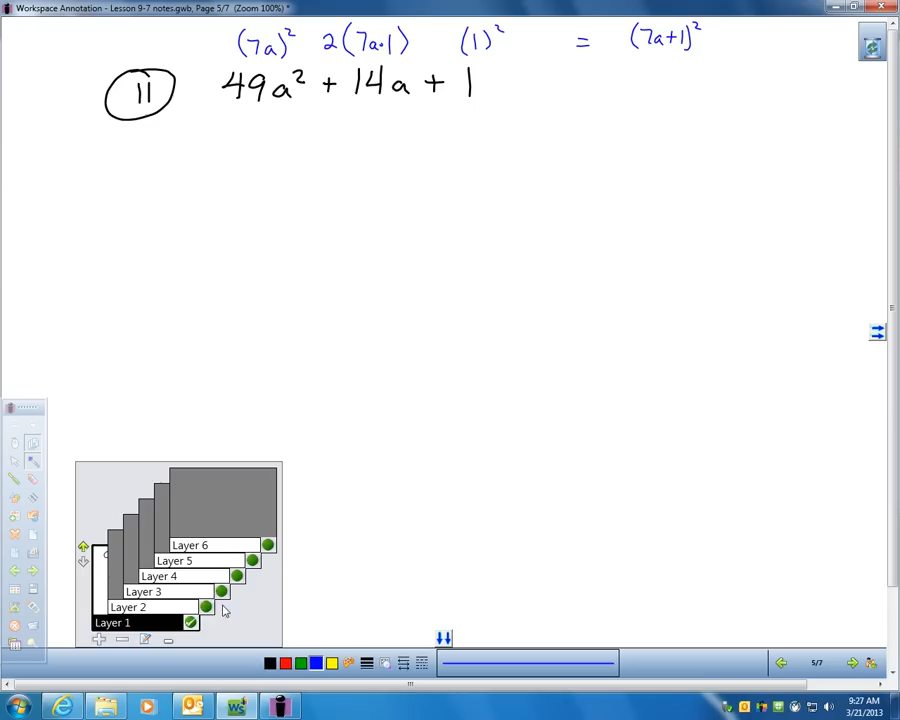 Workspace Annotation - Lesson 9-7 notes.gwb, Page 5/7 (Zoom 100%) *
(7a)² 2(7a·1) (1)² = (7a+1)²
11 49a² + 14a + 1
Layer 6
Layer 5
Layer 4
Layer 3
Layer 2
Layer 1
5/7
9:27 AM
3/21/2013